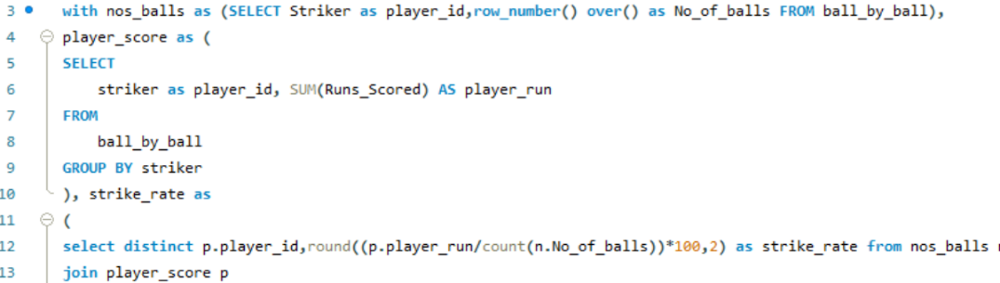 3 with nos_balls as (SELECT Striker as player_id,row_number() over() as No_of_balls FROM ball_by_ball),
4 player_score as (
5 SELECT
6 striker as player_id, SUM(Runs_Scored) AS player_run
7 FROM
8 ball_by_ball
9 GROUP BY striker
10 ), strike_rate as
11 (
12 select distinct p.player_id,round((p.player_run/count(n.No_of_balls))*100,2) as strike_rate from nos_balls
13 join player_score p